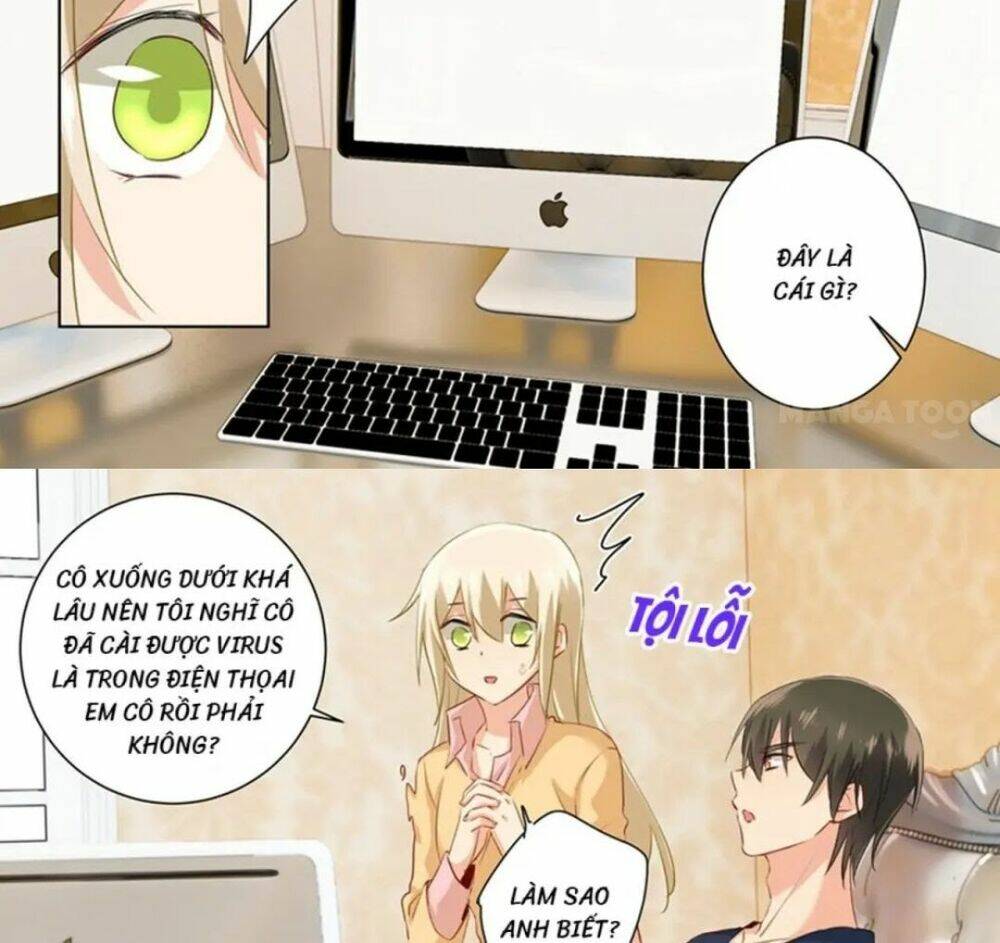 ĐÂY LÀ
CÁI GÌ?
MANGA TOON
CÔ XUỐNG DƯỚI KHÁ
LÂU NÊN TÔI NGHĨ CÔ
ĐÃ CÀI ĐƯỢC VIRUS
LÀ TRONG ĐIỆN THỌAI
EM CÔ RỒI PHẢI
KHÔNG?
TỘI LỖI
LÀM SAO
ANH BIẾT?